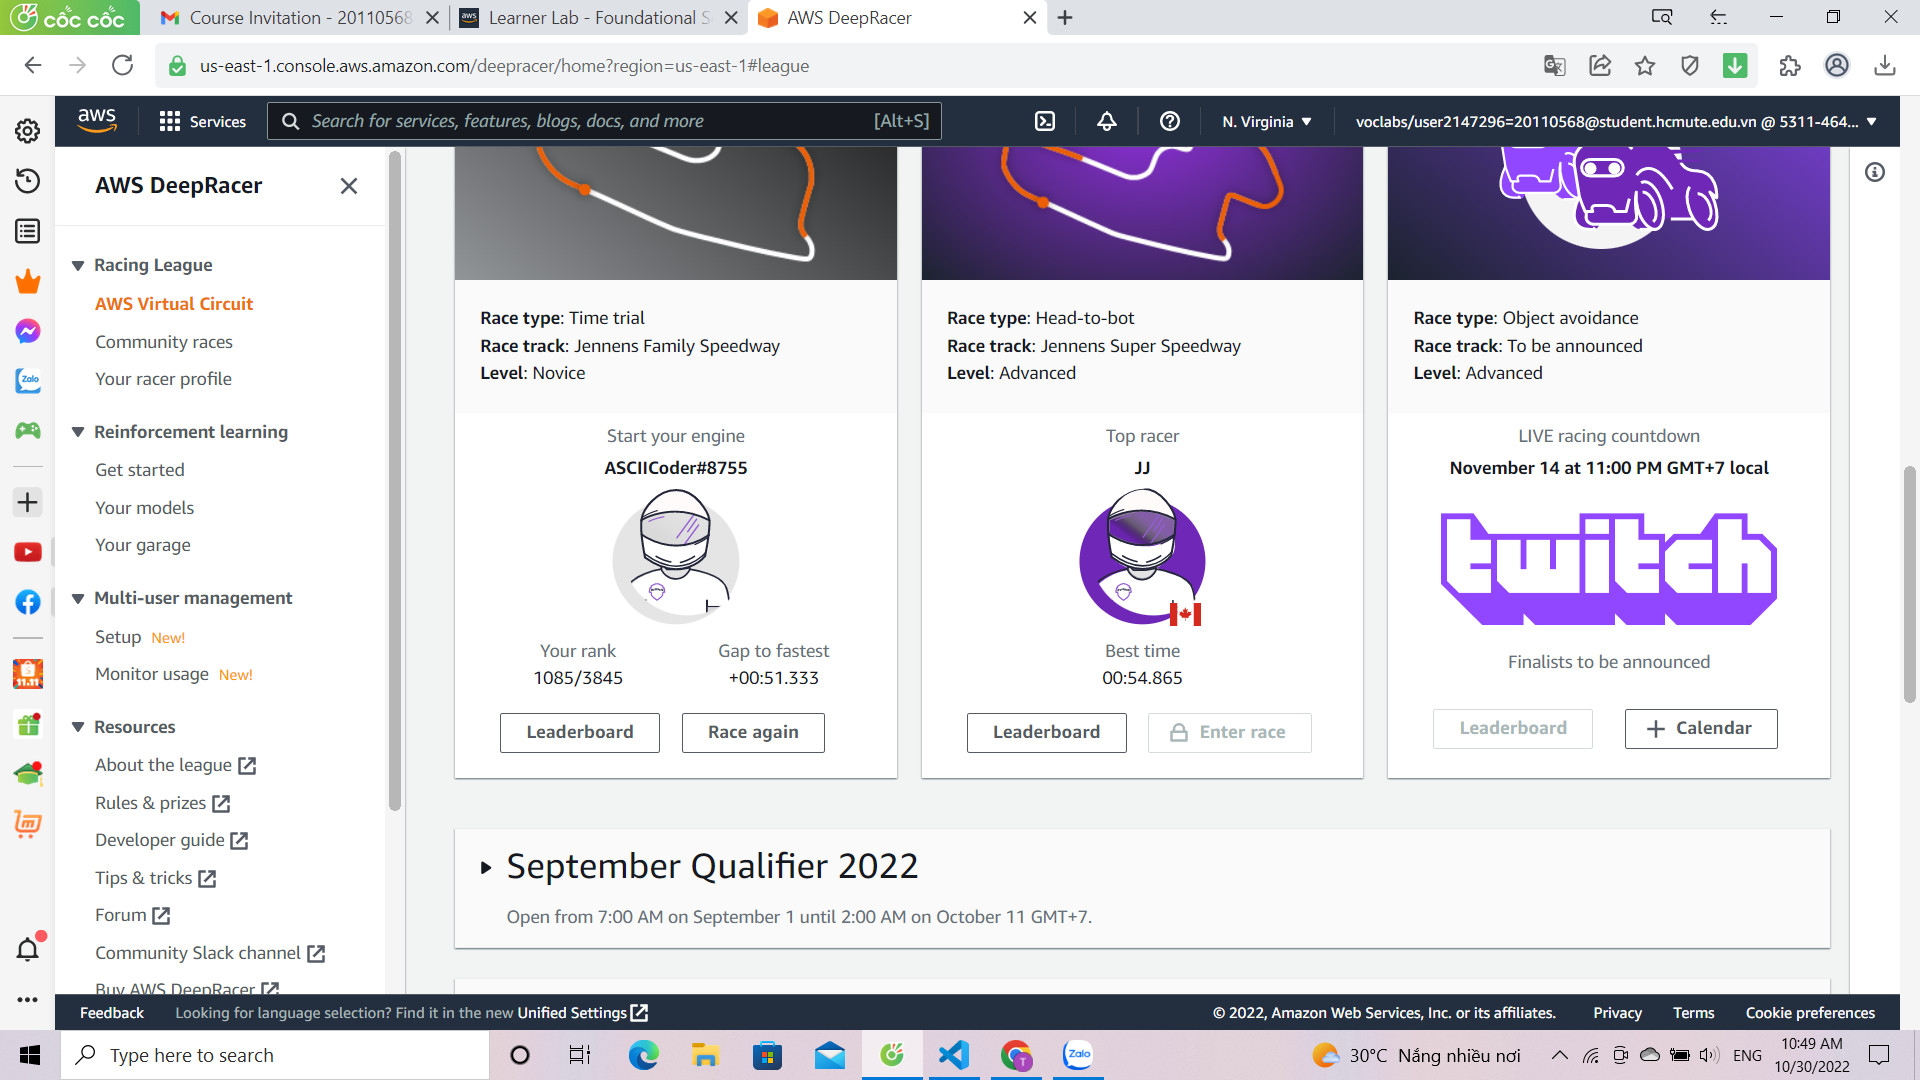 cốc cốc
Course Invitation - 20110568
Learner Lab - Foundational S
AWS DeepRacer
us-east-1.console.aws.amazon.com/deepracer/home?region=us-east-1#league
aws
Services
Search for services, features, blogs, docs, and more
[Alt+S]
N. Virginia
voclabs/user2147296=20110568@student.hcmute.edu.vn @ 5311-464...
AWS DeepRacer
Racing League
AWS Virtual Circuit
Community races
Your racer profile
Reinforcement learning
Get started
Your models
Your garage
Multi-user management
Setup New!
Monitor usage New!
Resources
About the league
Rules & prizes
Developer guide
Tips & tricks
Forum
Community Slack channel
Buy AWS DeepRacer
Race type: Time trial
Race track: Jennens Family Speedway
Level: Novice
Start your engine
ASCIICoder#8755
Your rank
1085/3845
Gap to fastest
+00:51.333
Leaderboard
Race again
Race type: Head-to-bot
Race track: Jennens Super Speedway
Level: Advanced
Top racer
JJ
Best time
00:54.865
Leaderboard
Enter race
Race type: Object avoidance
Race track: To be announced
Level: Advanced
LIVE racing countdown
November 14 at 11:00 PM GMT+7 local
twitch
Finalists to be announced
Leaderboard
Calendar
September Qualifier 2022
Open from 7:00 AM on September 1 until 2:00 AM on October 11 GMT+7.
Feedback
Looking for language selection? Find it in the new Unified Settings
© 2022, Amazon Web Services, Inc. or its affiliates.
Privacy
Terms
Cookie preferences
Zalo
11.11
Type here to search
Zalo
30°C Nắng nhiều nơi
ENG
10:49 AM
10/30/2022